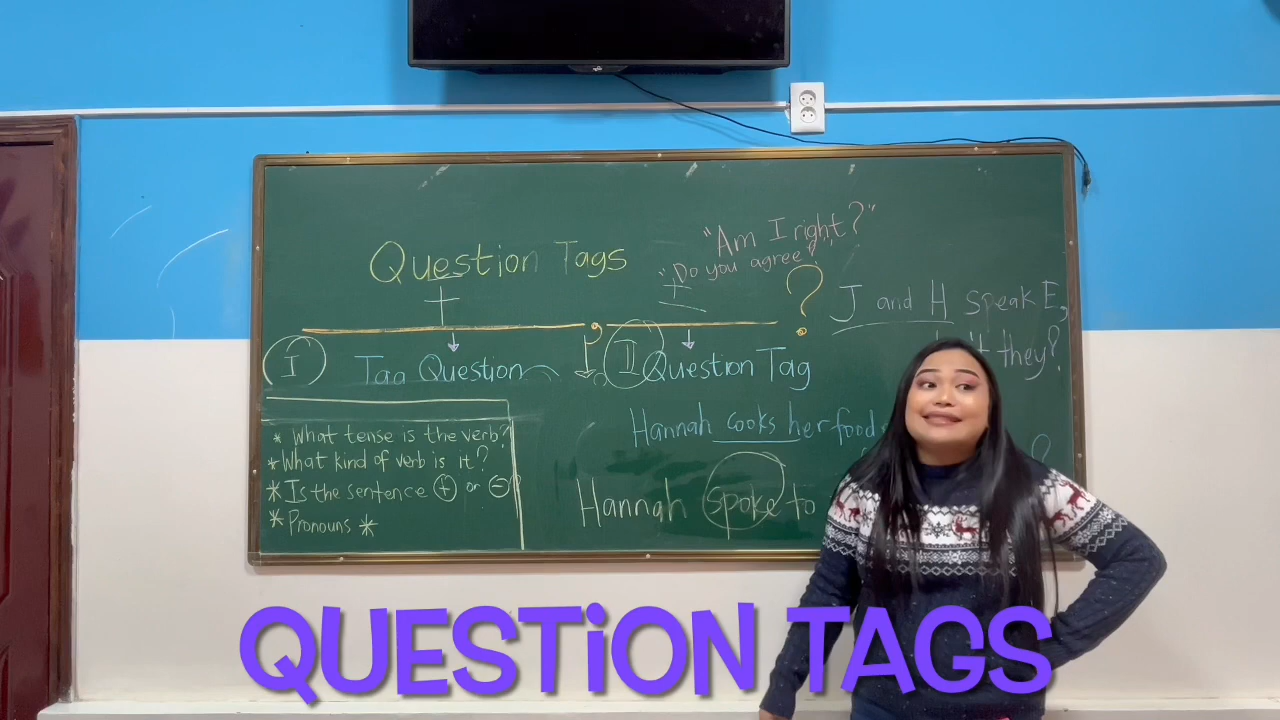 "Am I right?"
Question Tags
"Do you agree?"
?
J and H speak E,
they?
I Tag Question , II Question Tag
Hannah cooks her food
* What tense is the verb?
* What kind of verb is it?
* Is the sentence + or -
* Pronouns *
Hannah spoke to
?
QUESTION TAGS